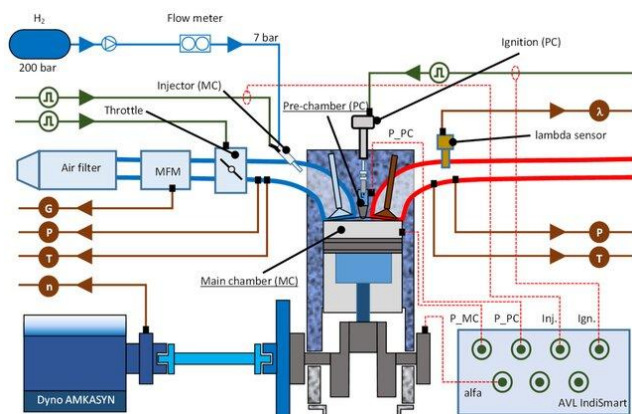 H₂
Flow meter
7 bar
200 bar
Ignition (PC)
Injector (MC)
Pre-chamber (PC)
Throttle
P_PC
λ
lambda sensor
Air filter
MFM
G
P
T
n
P
T
Main chamber (MC)
P_MC
P_PC
Inj.
Ign.
alfa
AVL IndiSmart
Dyno AMKASYN